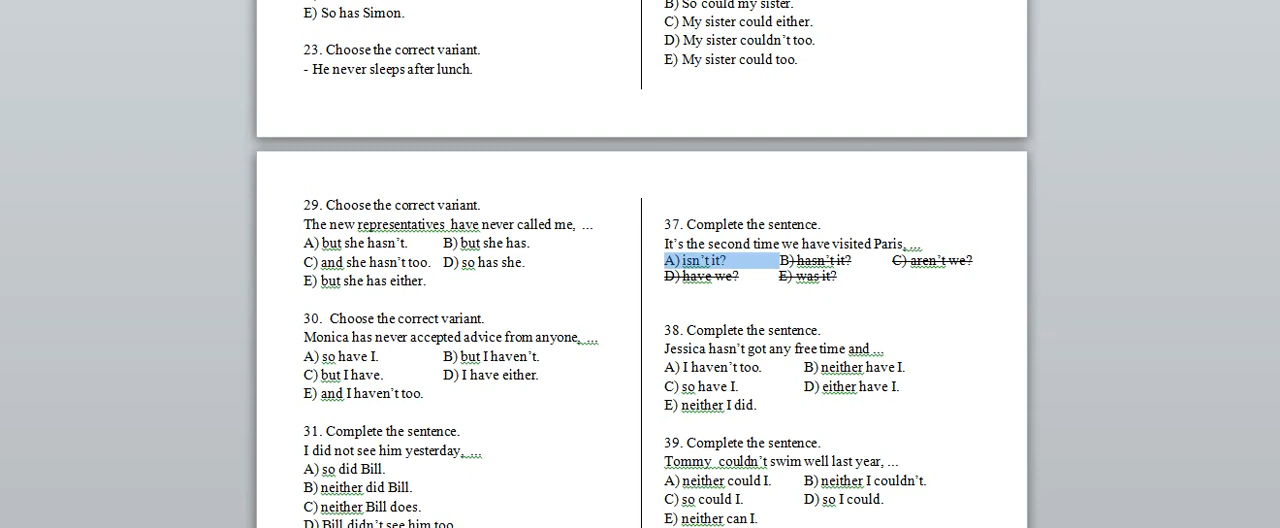 E) So has Simon.
23. Choose the correct variant.
- He never sleeps after lunch.
B) So could my sister.
C) My sister could either.
D) My sister couldn't too.
E) My sister could too.
29. Choose the correct variant.
The new representatives have never called me, ...
A) but she hasn't. B) but she has.
C) and she hasn't too. D) so has she.
E) but she has either.
30. Choose the correct variant.
Monica has never accepted advice from anyone, ...
A) so have I. B) but I haven't.
C) but I have. D) I have either.
E) and I haven't too.
31. Complete the sentence.
I did not see him yesterday, ...
A) so did Bill.
B) neither did Bill.
C) neither Bill does.
D) Bill didn't see him too.
37. Complete the sentence.
It's the second time we have visited Paris, ...
A) isn't it? B) hasn't it? C) aren't we?
D) have we? E) was it?
38. Complete the sentence.
Jessica hasn't got any free time and ...
A) I haven't too. B) neither have I.
C) so have I. D) either have I.
E) neither I did.
39. Complete the sentence.
Tommy couldn't swim well last year, ...
A) neither could I. B) neither I couldn't.
C) so could I. D) so I could.
E) neither can I.